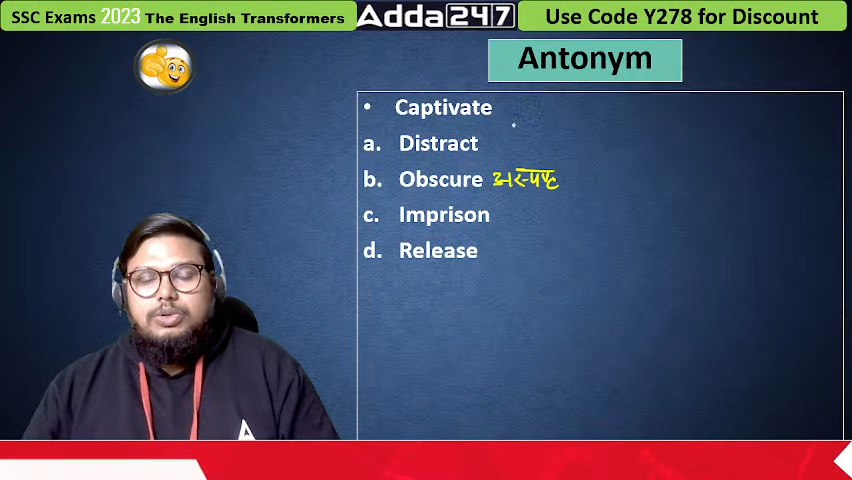 SSC Exams 2023 The English Transformers
Adda247
Use Code Y278 for Discount
Antonym
• Captivate
a. Distract
b. Obscure अस्पष्ट
c. Imprison
d. Release